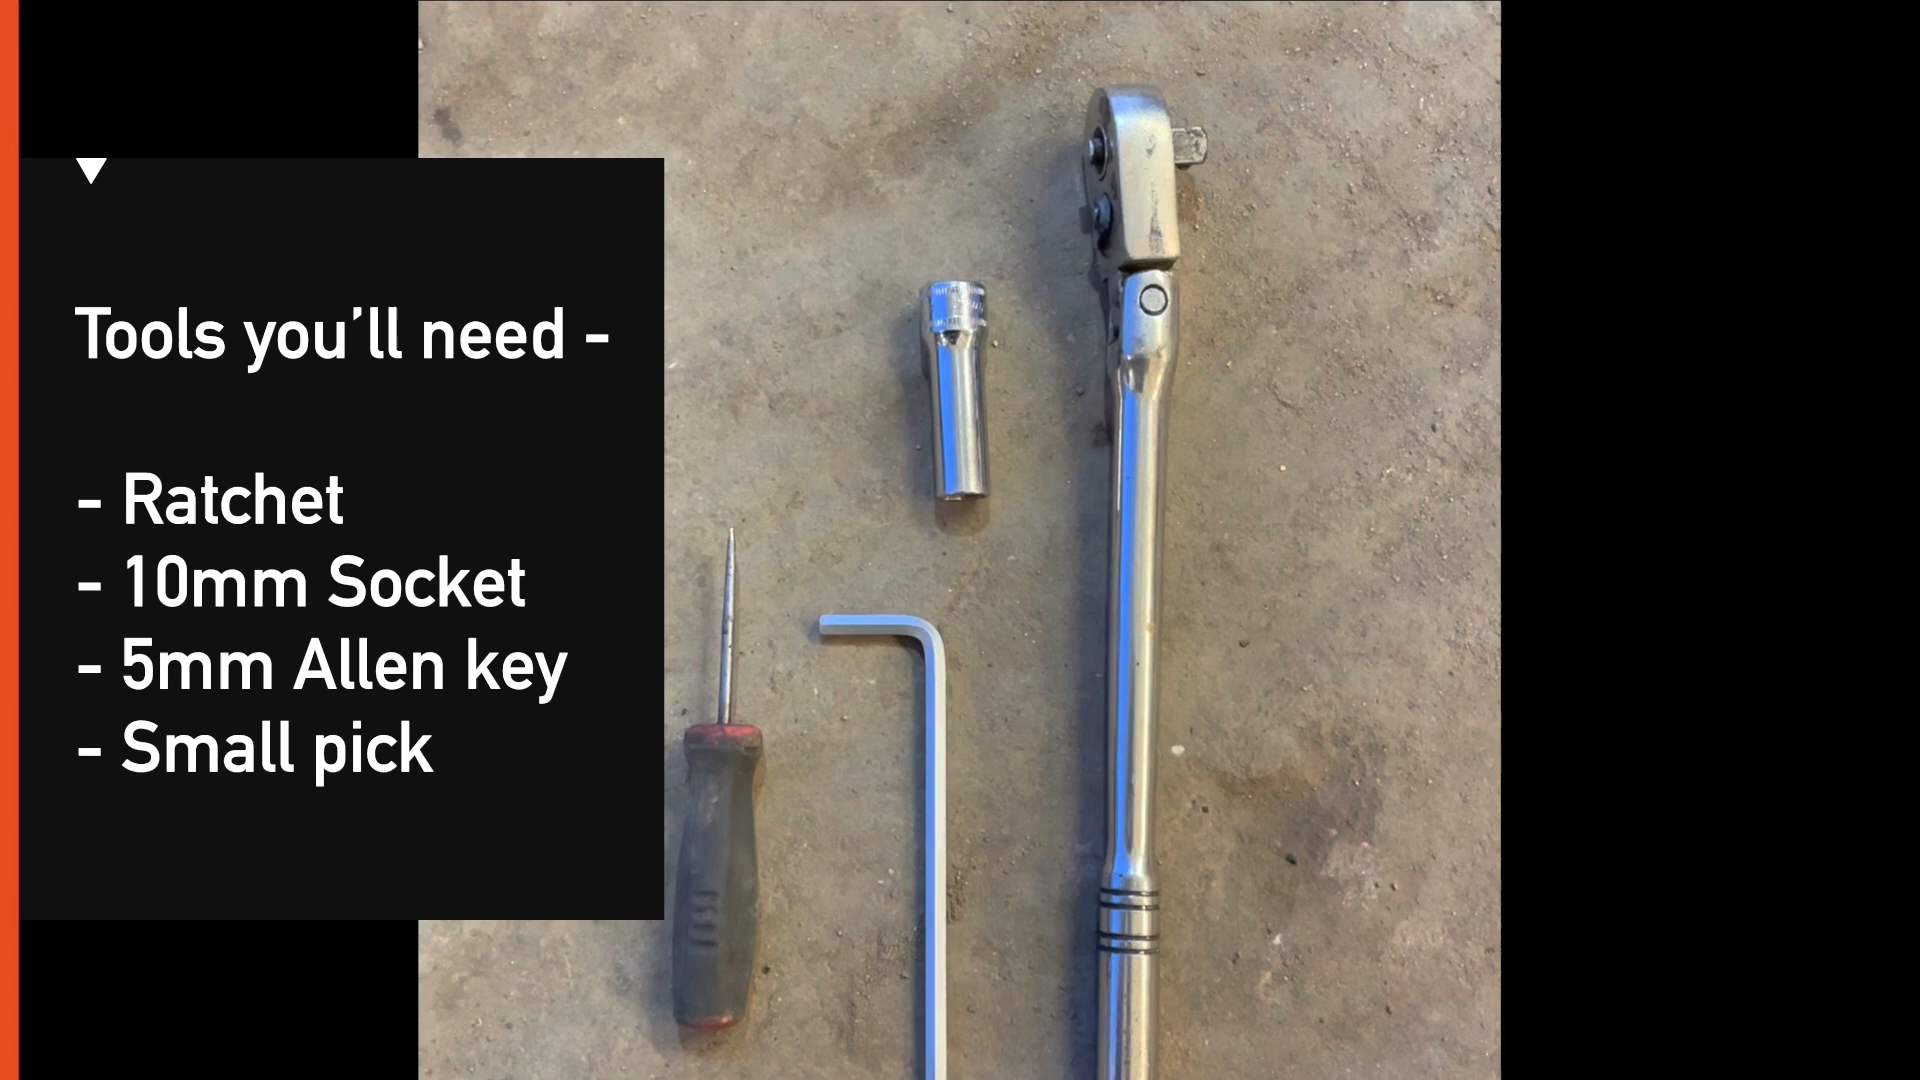 Tools you’ll need -
- Ratchet
- 10mm Socket
- 5mm Allen key
- Small pick